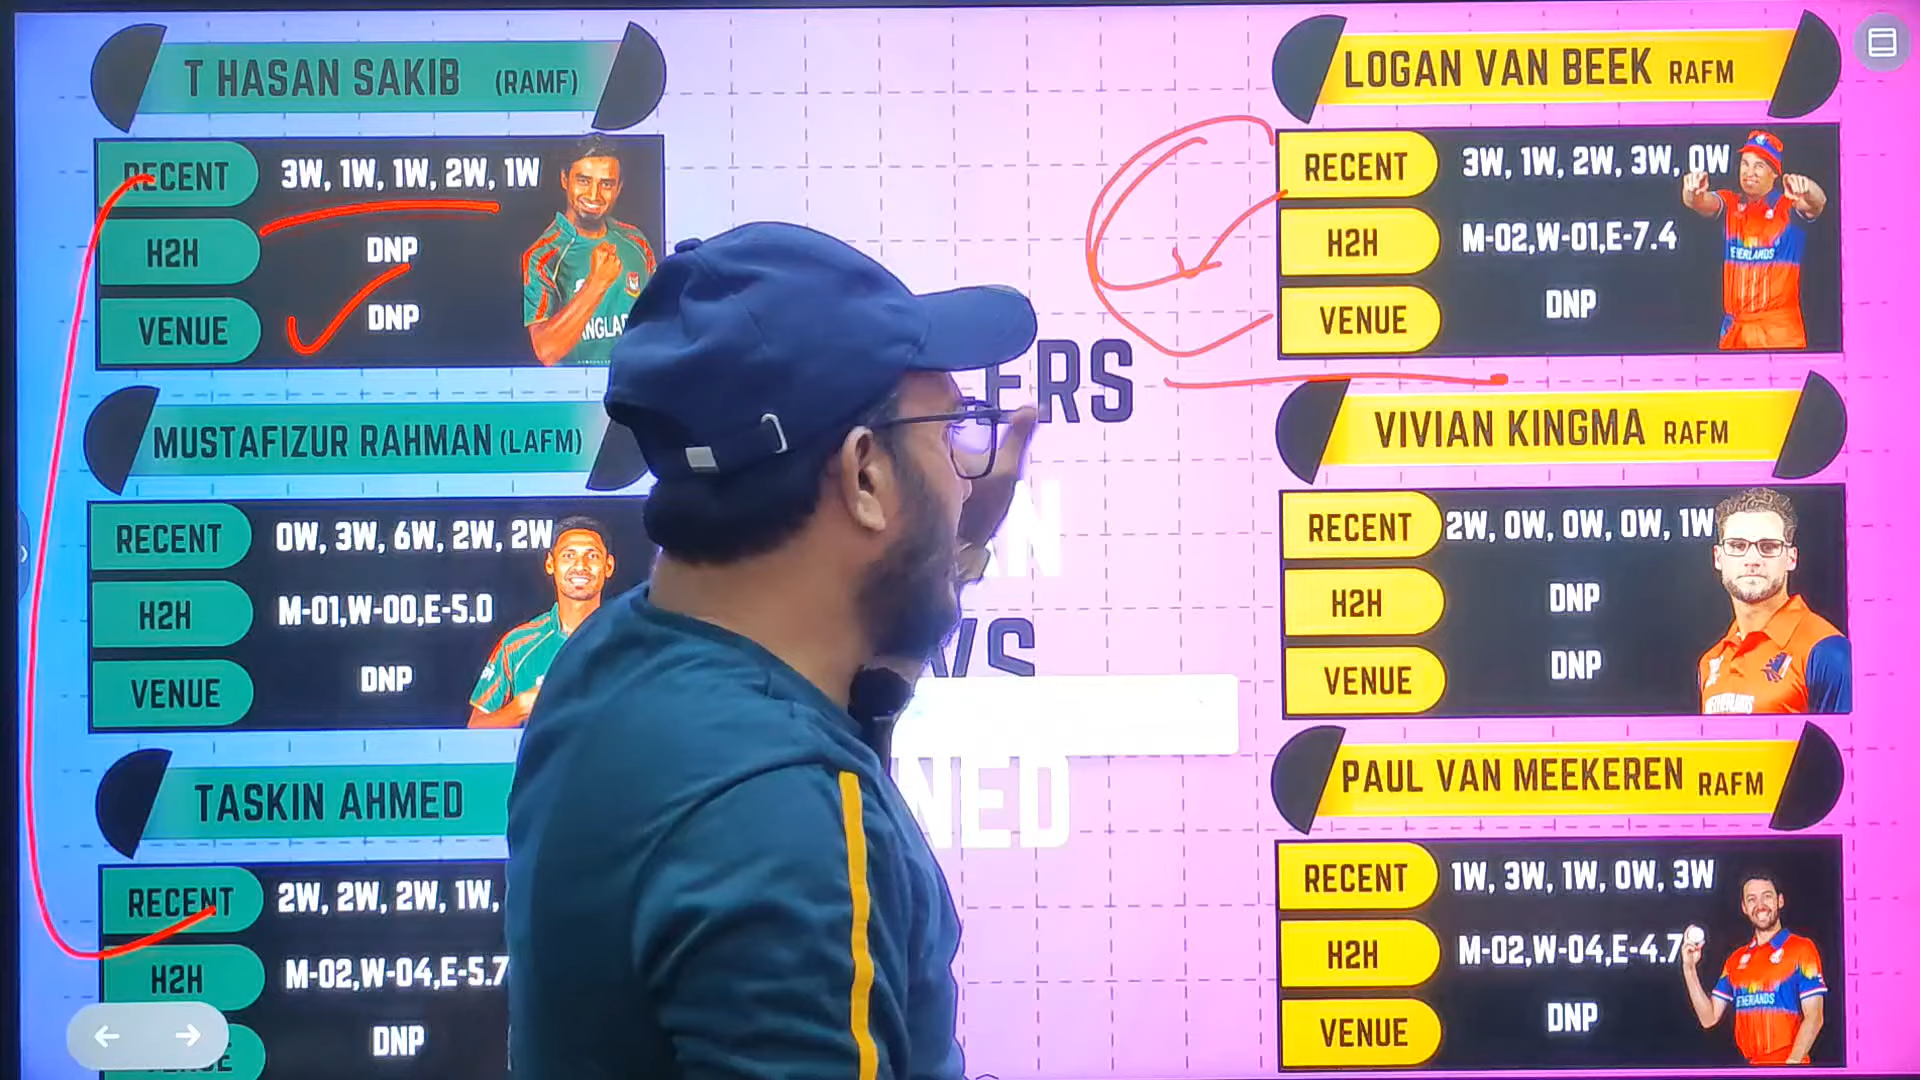 T HASAN SAKIB (RAMF)
RECENT 3W, 1W, 1W, 2W, 1W
H2H DNP
VENUE DNP
MUSTAFIZUR RAHMAN (LAFM)
RECENT 0W, 3W, 6W, 2W, 2W
H2H M-01,W-00,E-5.0
VENUE DNP
TASKIN AHMED
RECENT 2W, 2W, 2W, 1W,
H2H M-02,W-04,E-5.7
DNP
VS
LOGAN VAN BEEK RAFM
RECENT 3W, 1W, 2W, 3W, 0W
H2H M-02,W-01,E-7.4
VENUE DNP
VIVIAN KINGMA RAFM
RECENT 2W, 0W, 0W, 0W, 1W
H2H DNP
VENUE DNP
PAUL VAN MEEKEREN RAFM
RECENT 1W, 3W, 1W, 0W, 3W
H2H M-02,W-04,E-4.7
VENUE DNP